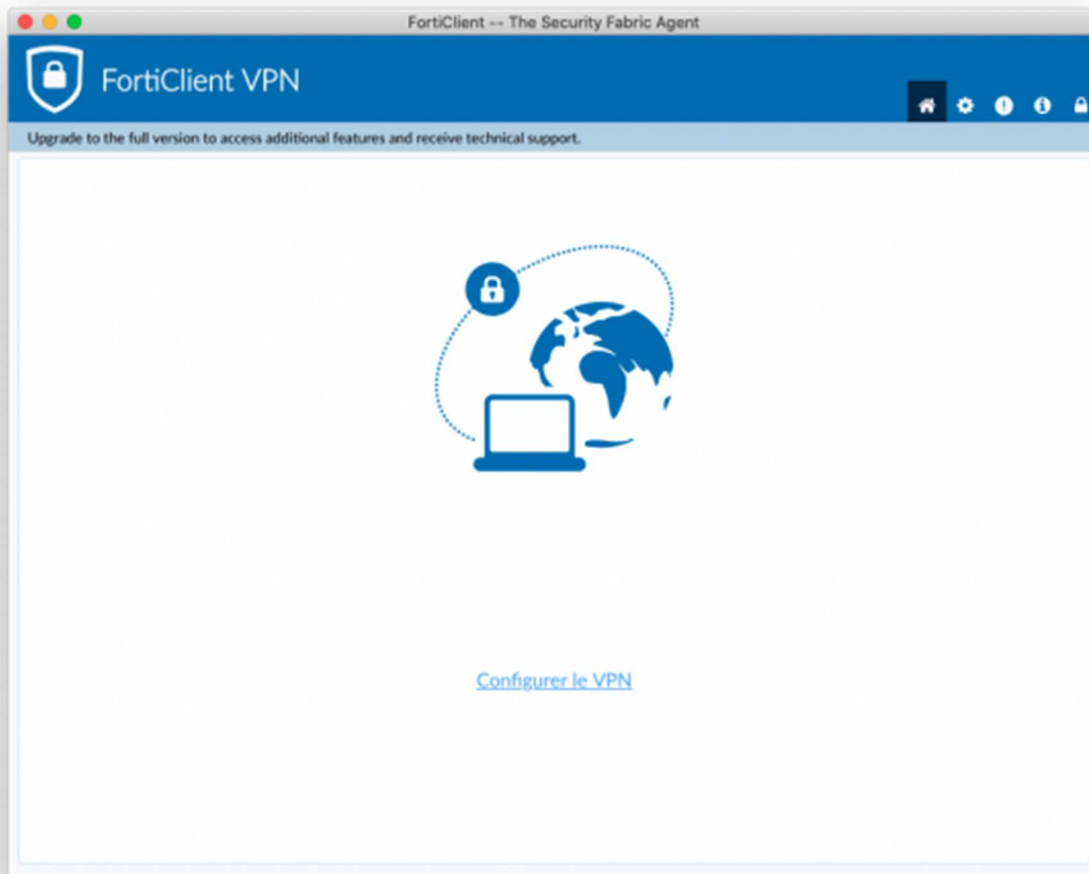 FortiClient -- The Security Fabric Agent
FortiClient VPN
Upgrade to the full version to access additional features and receive technical support.
Configurer le VPN